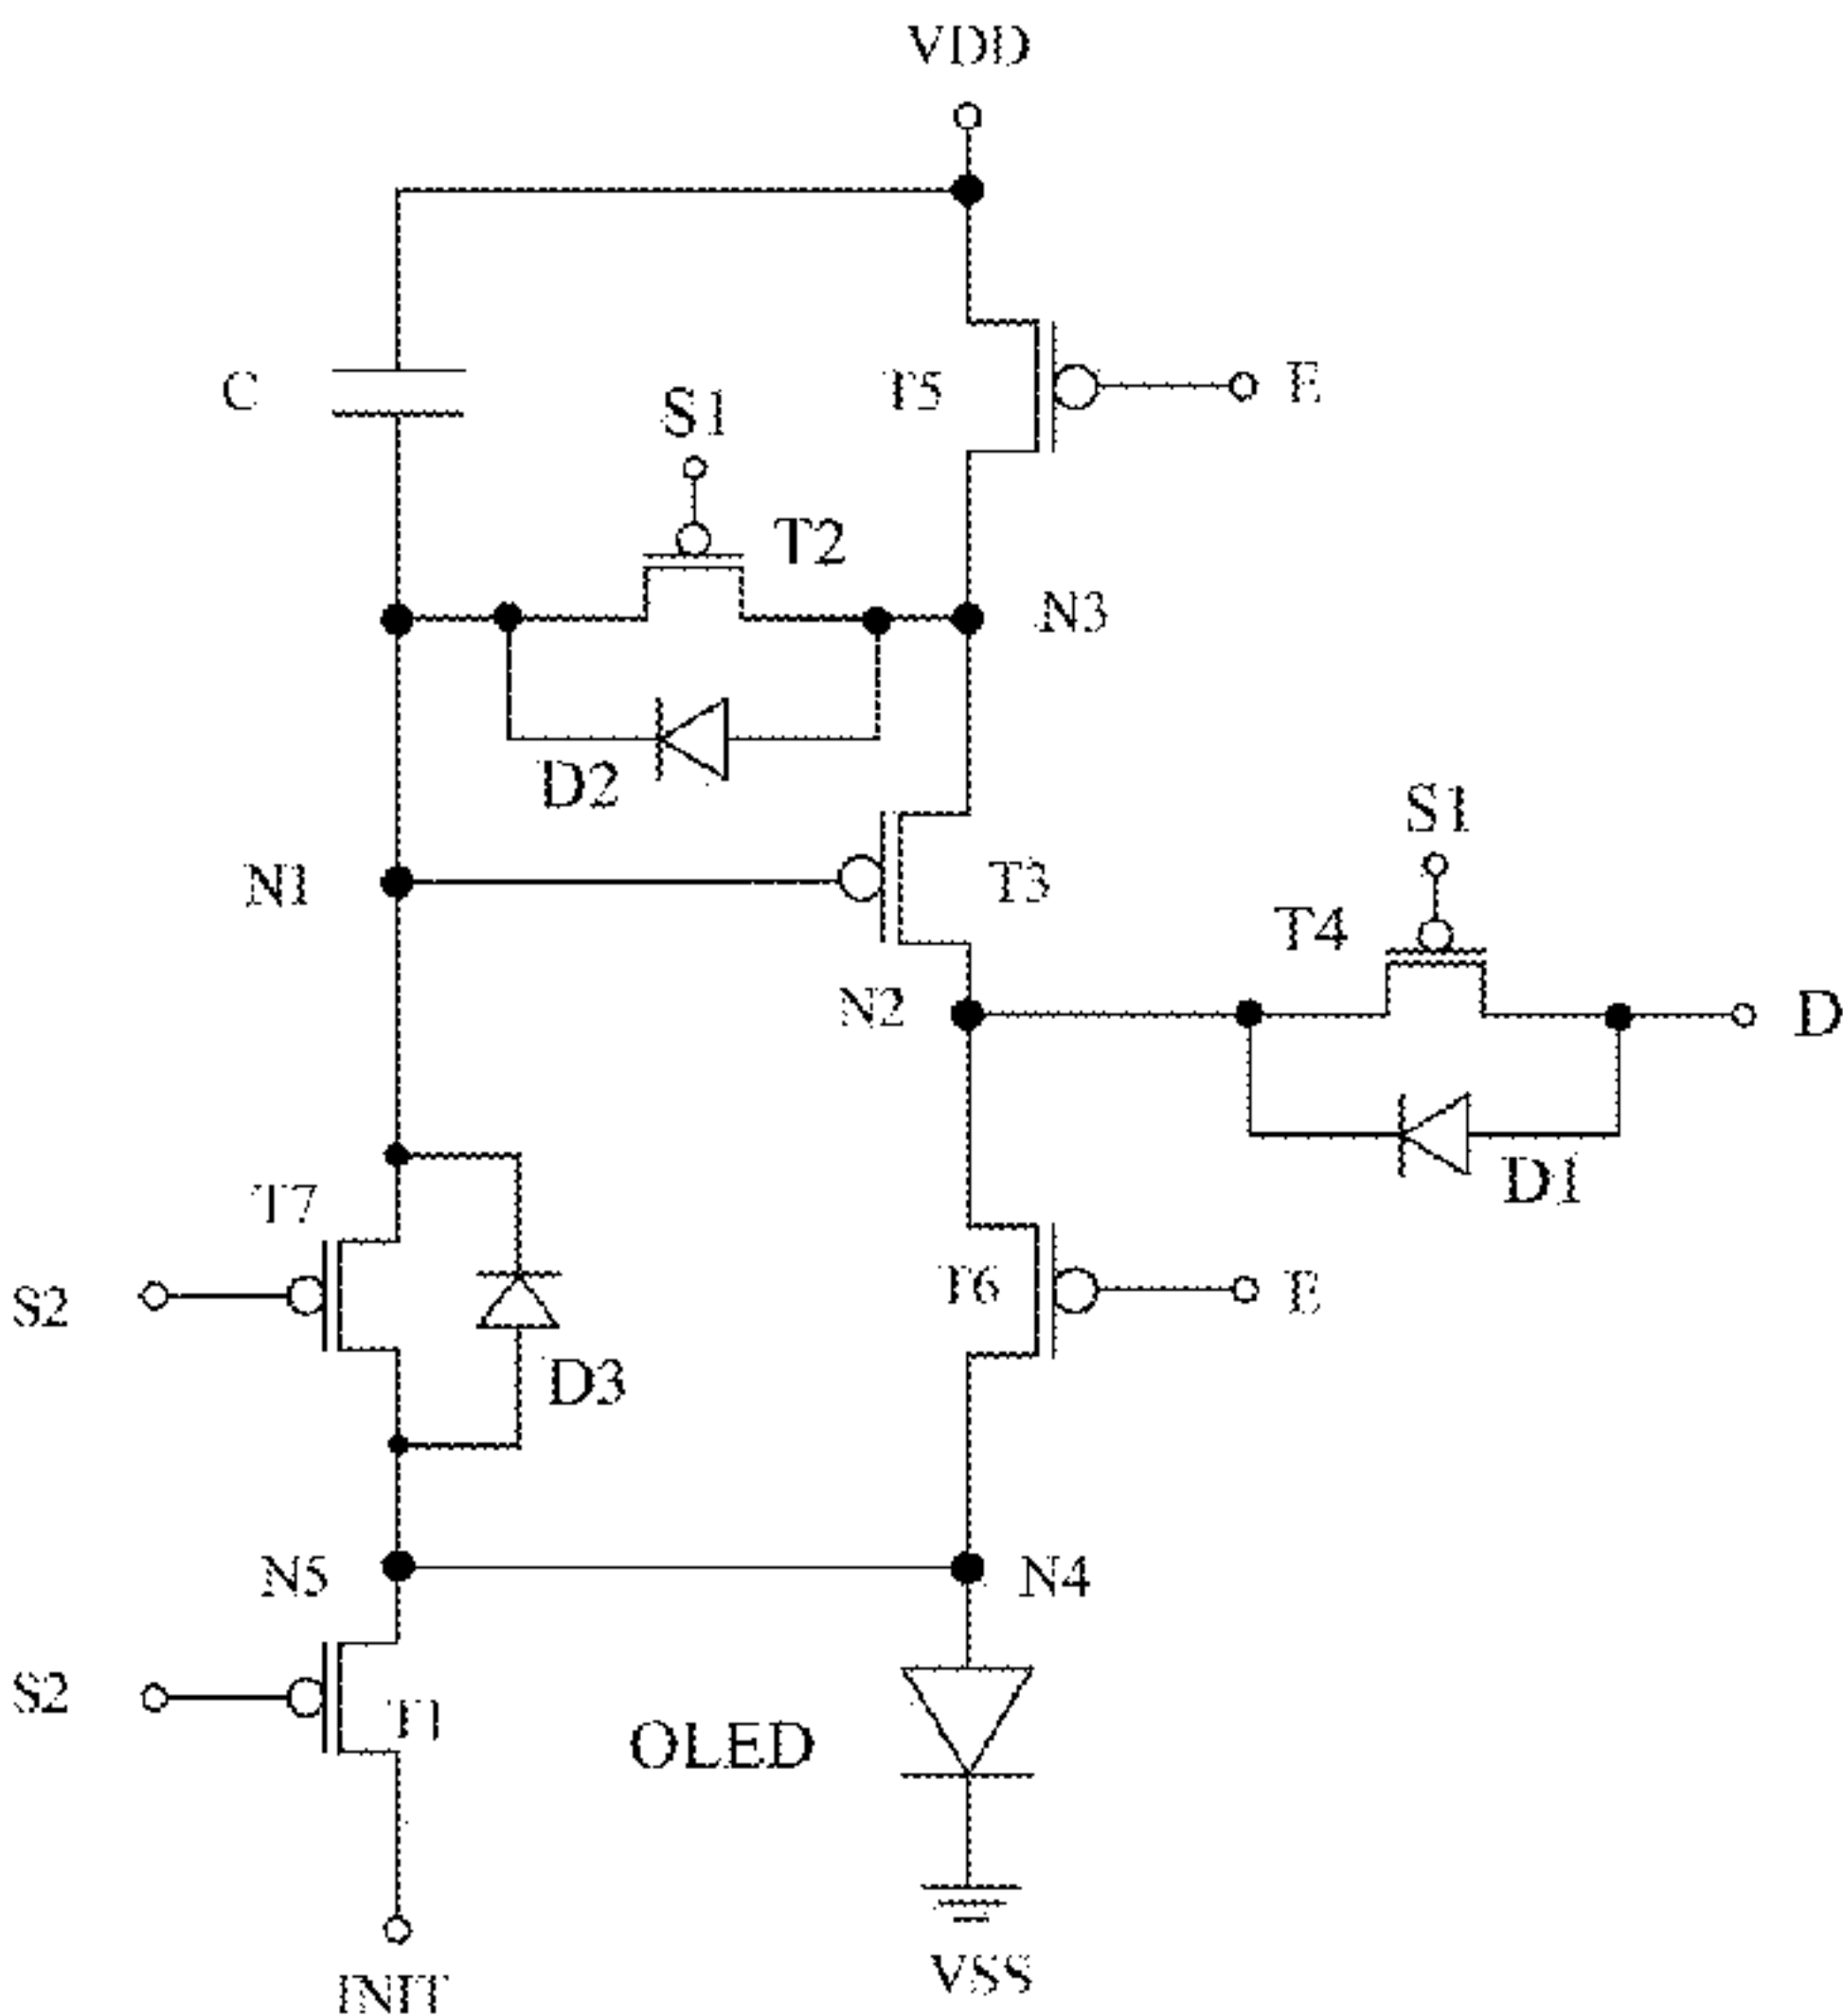 VDD
C
S1
T5
E
T2
N3
D2
S1
N1
T3
T4
N2
D
D1
T7
S2
T6
E
D3
N5
N4
S2
T1
OLED
INIT
VSS